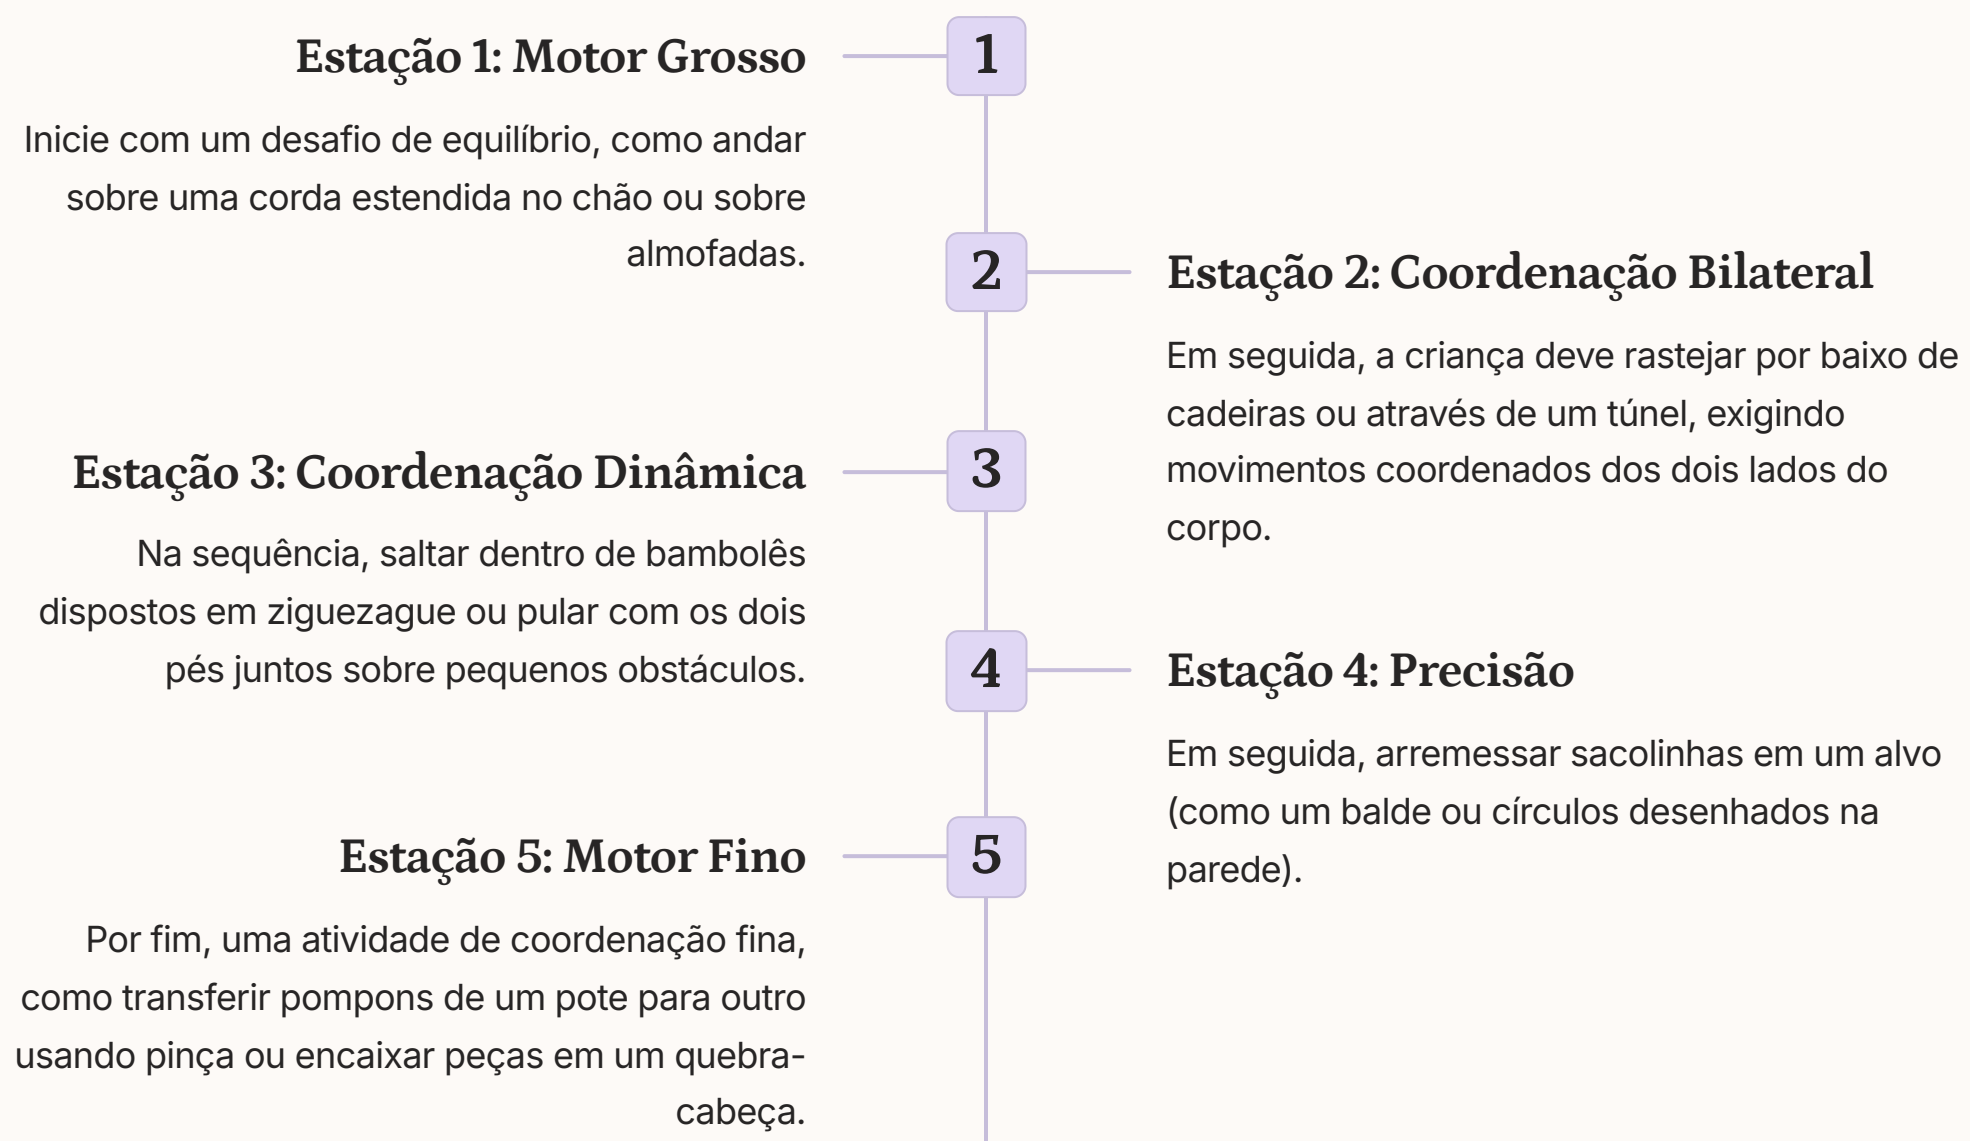 Estação 1: Motor Grosso
1
Inicie com um desafio de equilíbrio, como andar
sobre uma corda estendida no chão ou sobre
almofadas.
2
Estação 2: Coordenação Bilateral
Em seguida, a criança deve rastejar por baixo de
cadeiras ou através de um túnel, exigindo
movimentos coordenados dos dois lados do
corpo.
Estação 3: Coordenação Dinâmica
3
Na sequência, saltar dentro de bambolês
dispostos em ziguezague ou pular com os dois
pés juntos sobre pequenos obstáculos.
4
Estação 4: Precisão
Em seguida, arremessar sacolinhas em um alvo
(como um balde ou círculos desenhados na
parede).
Estação 5: Motor Fino
5
Por fim, uma atividade de coordenação fina,
como transferir pompons de um pote para outro
usando pinça ou encaixar peças em um quebra-
cabeça.